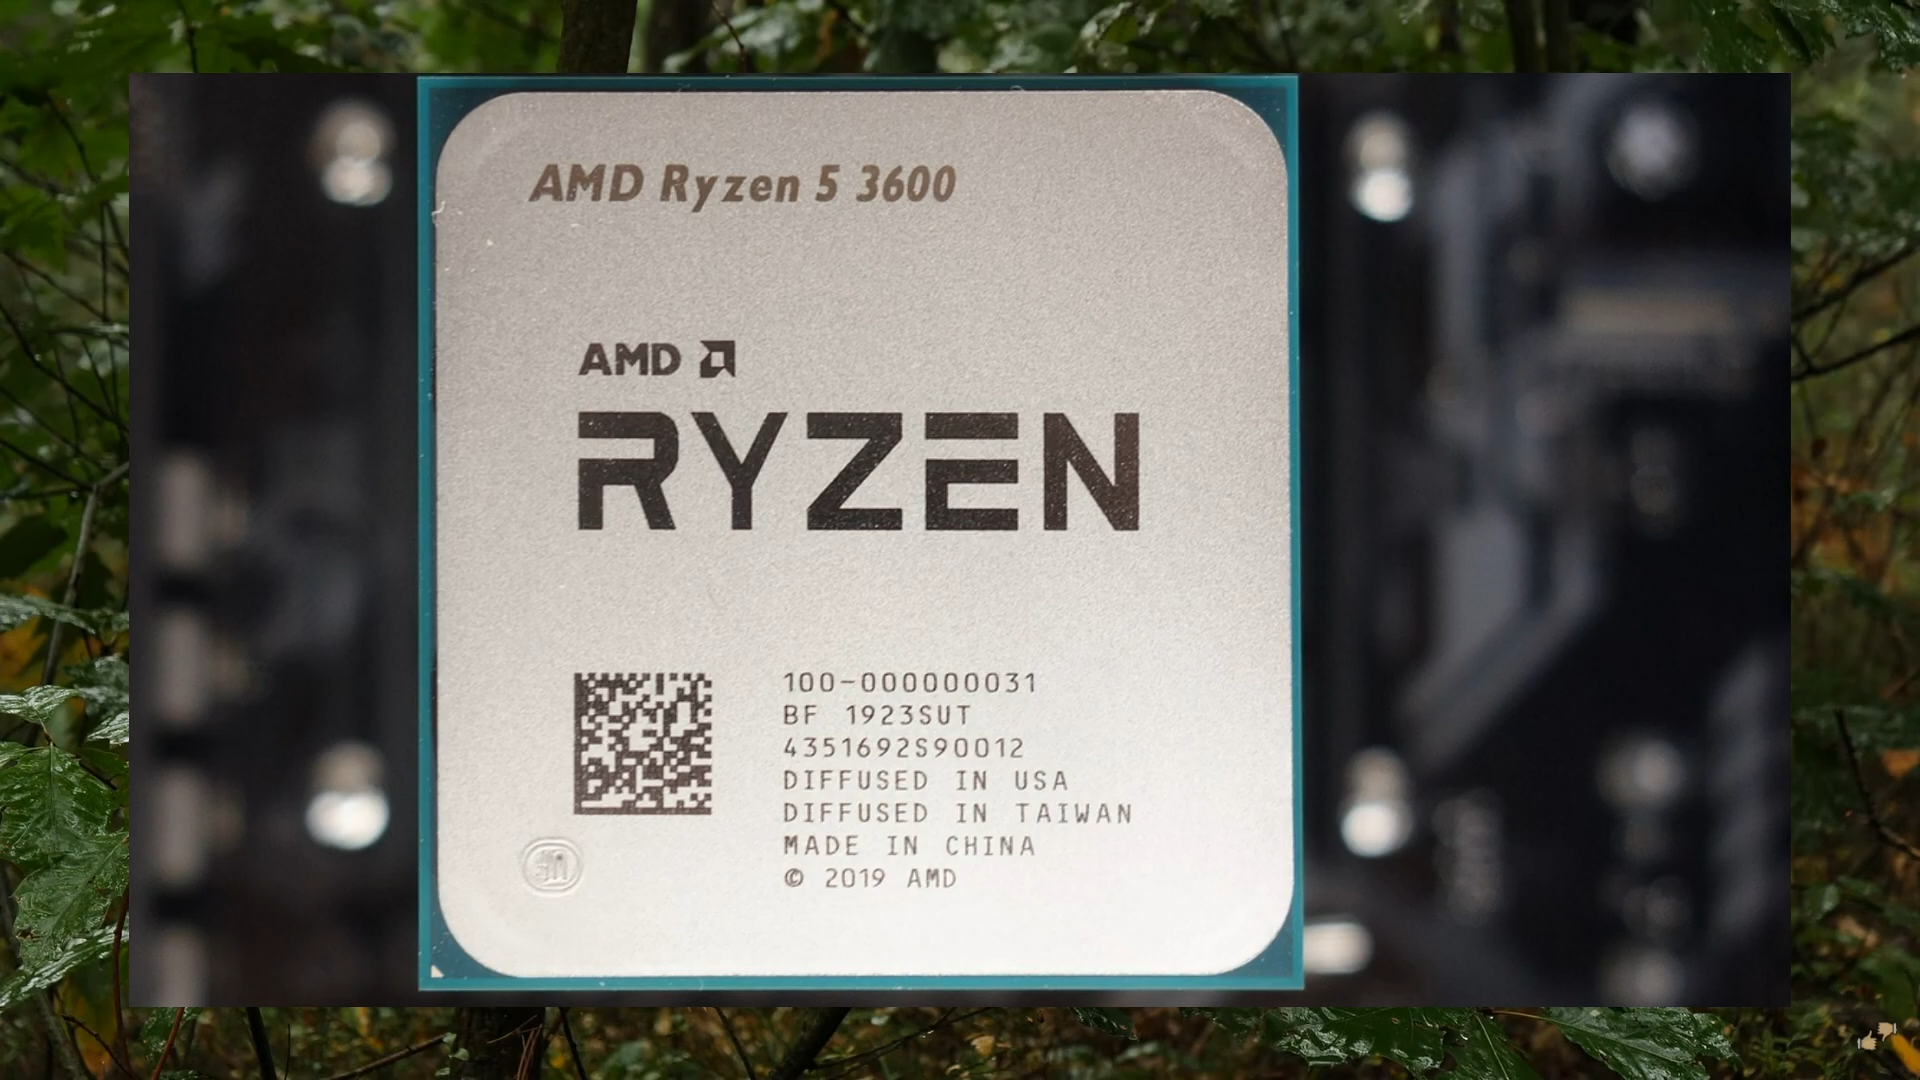 AMD Ryzen 5 3600
AMD
RYZEN
100-000000031
BF 1923SUT
4351692S90012
DIFFUSED IN USA
DIFFUSED IN TAIWAN
MADE IN CHINA
© 2019 AMD